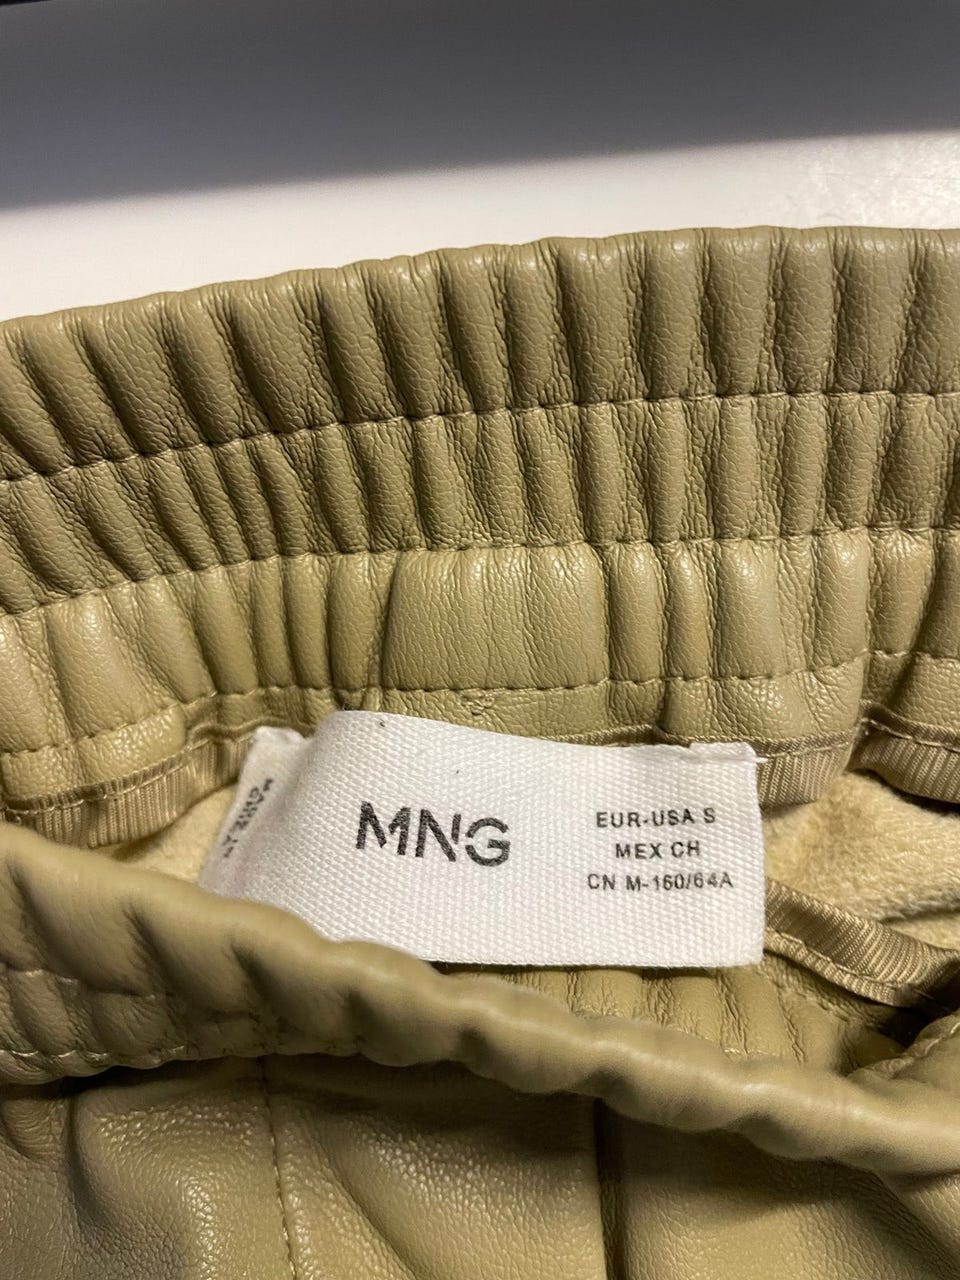 MNG
EUR-USA S
MEX CH
CN M-160/64A